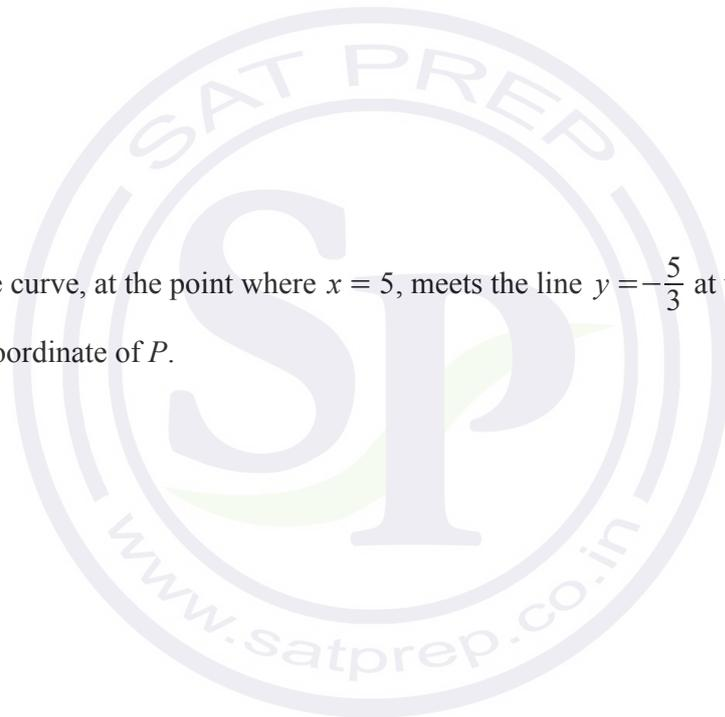 SAT PREP
curve, at the point where x = 5, meets the line y = −5/3 at
oordinate of P.
SP
www.satprep.co.in